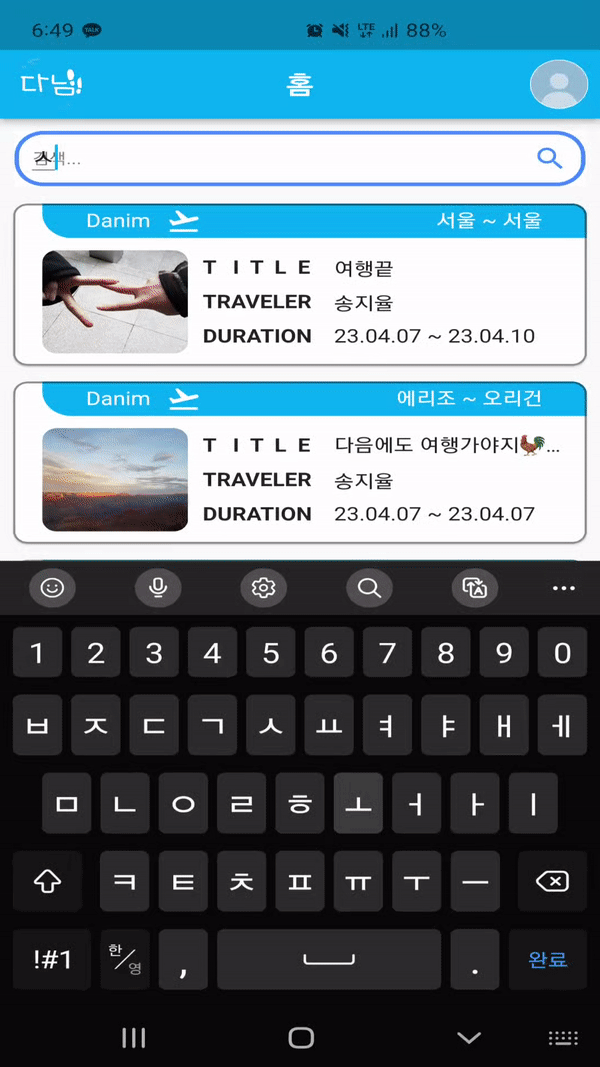 6:49 TALK LTE 88%
다님!
홈
검색...
Danim 서울 ~ 서울
T I T L E 여행끝
TRAVELER 송지율
DURATION 23.04.07 ~ 23.04.10
Danim 에리조 ~ 오리건
T I T L E 다음에도 여행가야지🐓...
TRAVELER 송지율
DURATION 23.04.07 ~ 23.04.07
1 2 3 4 5 6 7 8 9 0
ㅂ ㅈ ㄷ ㄱ ㅅ ㅛ ㅕ ㅑ ㅐ ㅔ
ㅁ ㄴ ㅇ ㄹ ㅎ ㅗ ㅓ ㅏ ㅣ
ㅋ ㅌ ㅊ ㅍ ㅠ ㅜ ㅡ
!#1 한/영 , . 완료